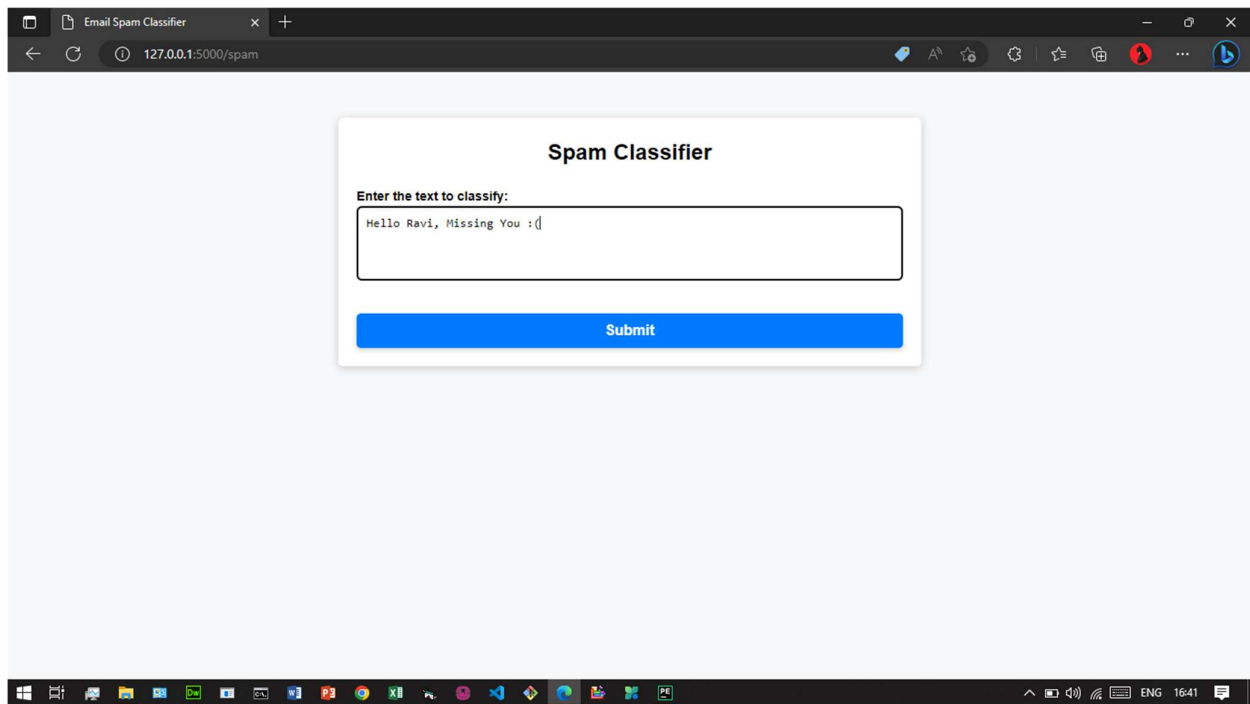 Email Spam Classifier
127.0.0.1:5000/spam
Spam Classifier
Enter the text to classify:
Hello Ravi, Missing You :(
Submit
Dw
ENG 16:41